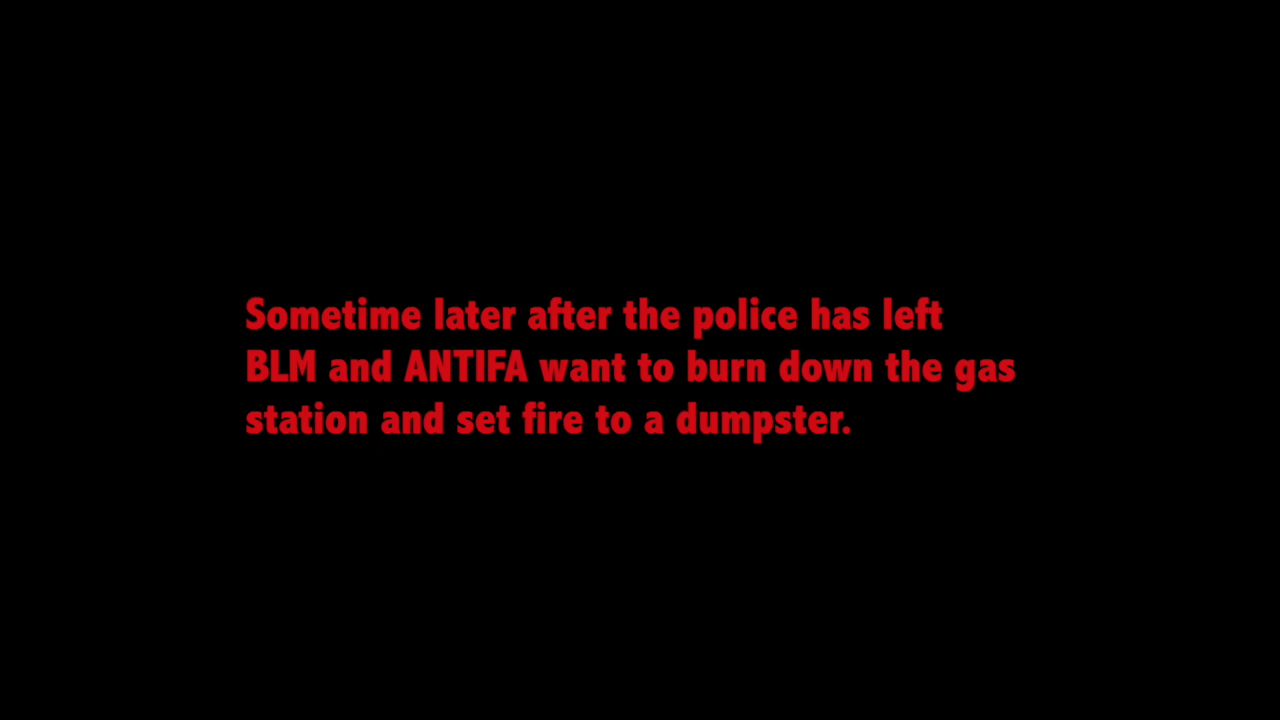 Sometime later after the police has left
BLM and ANTIFA want to burn down the gas
station and set fire to a dumpster.